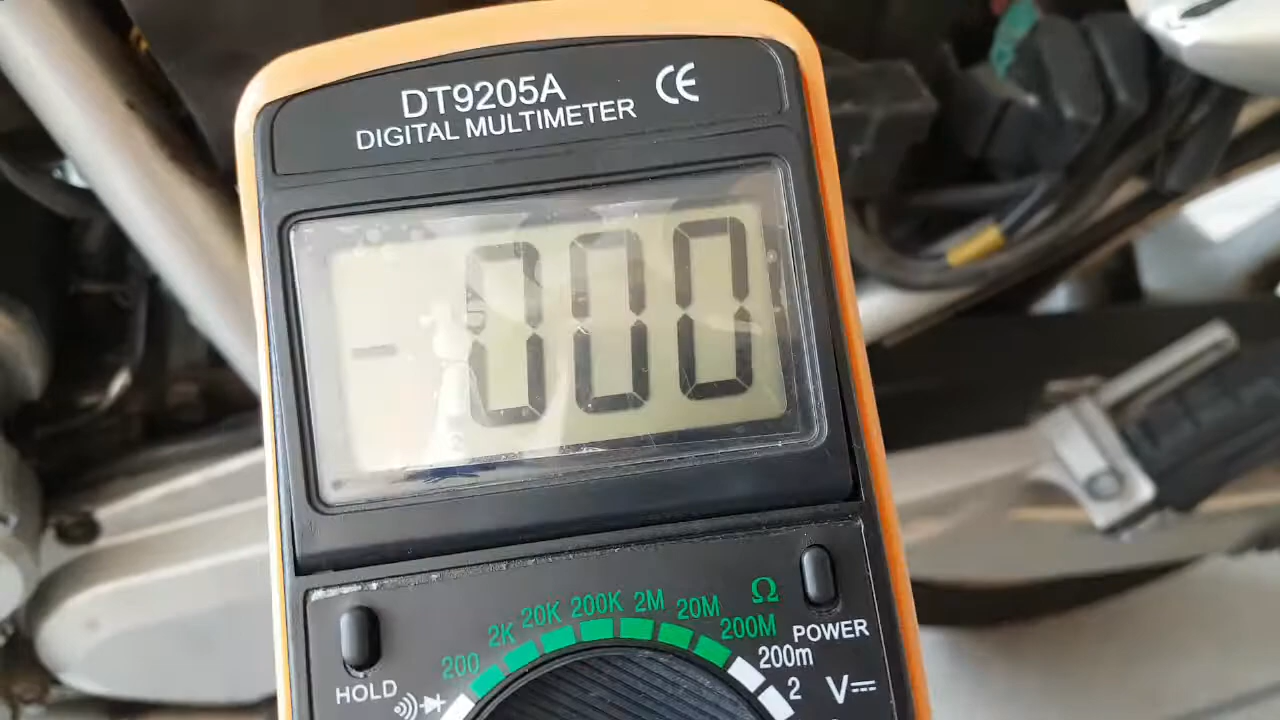 DT9205A CE
DIGITAL MULTIMETER
- 000
200 2K 20K 200K 2M 20M 200M Ω
POWER
HOLD
200m
2 V